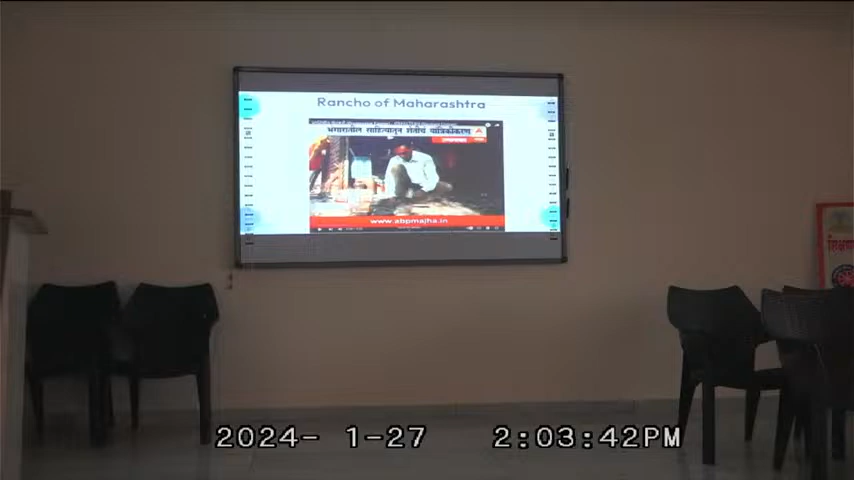 Rancho of Maharashtra
भंगारातील साहित्यातून शेतीचं यांत्रिकीकरण
www.abpmajha.in
2024- 1-27 2:03:42PM